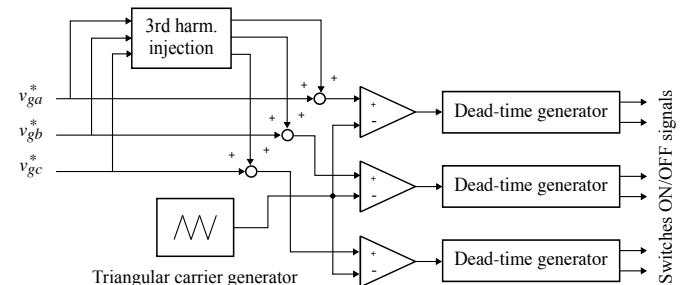 3rd harm.
injection
+ +
v*ga
+
-
Dead-time generator
+ +
v*gb
+ +
v*gc
+
-
Dead-time generator
+
-
Dead-time generator
Triangular carrier generator
Switches ON/OFF signals